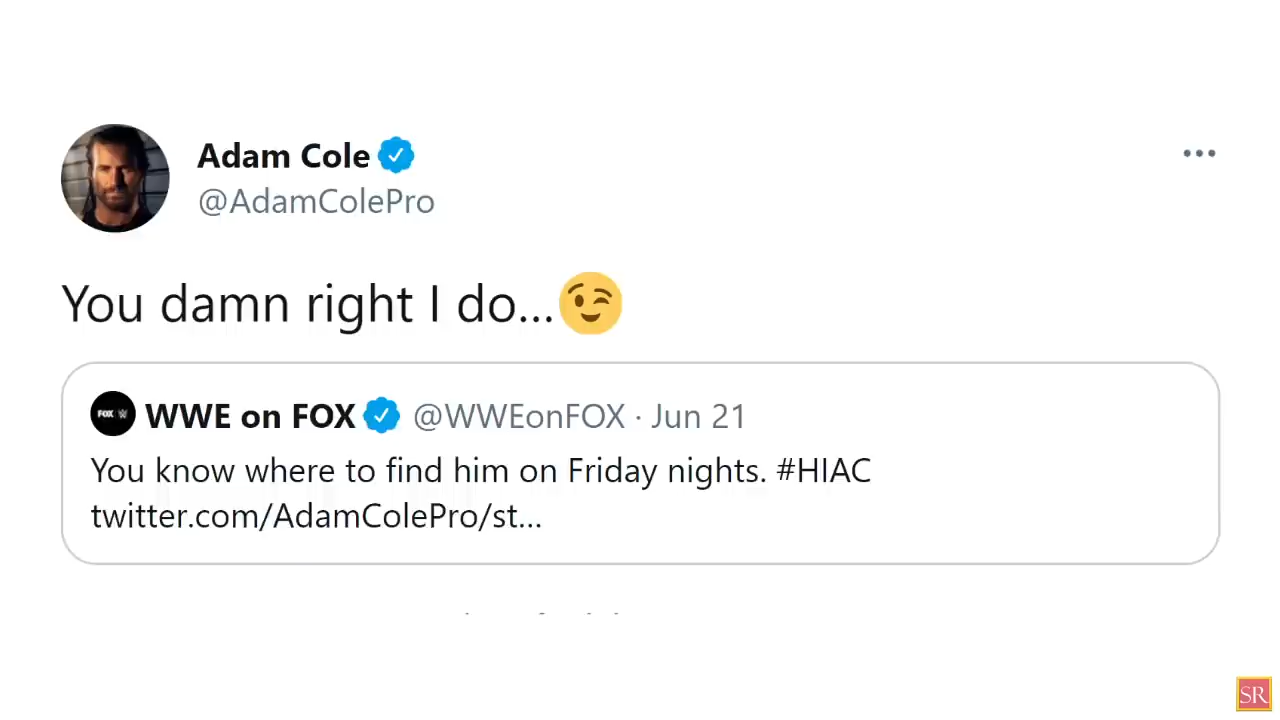 Adam Cole
@AdamColePro
You damn right I do...😉
FOX W
WWE on FOX @WWEonFOX · Jun 21
You know where to find him on Friday nights. #HIAC
twitter.com/AdamColePro/st...
SR